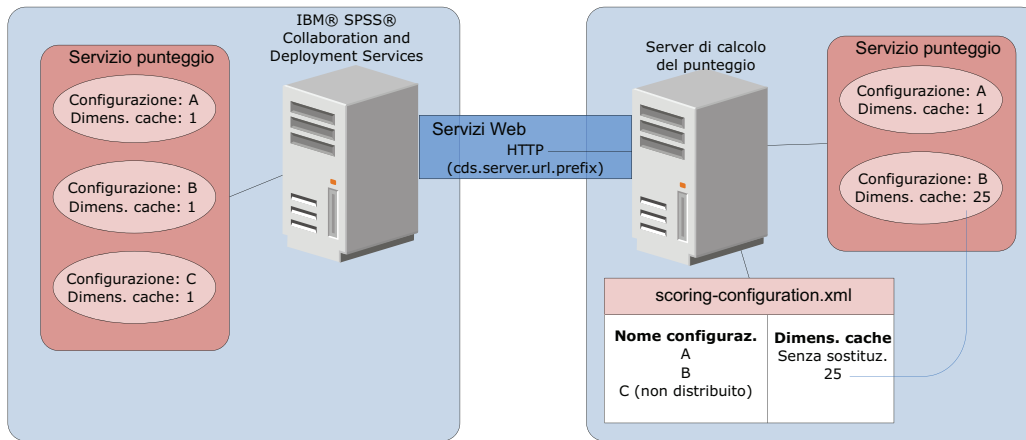 IBM® SPSS®
Collaboration and
Deployment Services
Servizio punteggio
Configurazione: A
Dimens. cache: 1
Configurazione: B
Dimens. cache: 1
Configurazione: C
Dimens. cache: 1
Servizi Web
HTTP
(cds.server.url.prefix)
Server di calcolo
del punteggio
Servizio punteggio
Configurazione: A
Dimens. cache: 1
Configurazione: B
Dimens. cache: 25
scoring-configuration.xml
Nome configuraz.
A
B
C (non distribuito)
Dimens. cache
Senza sostituz.
25